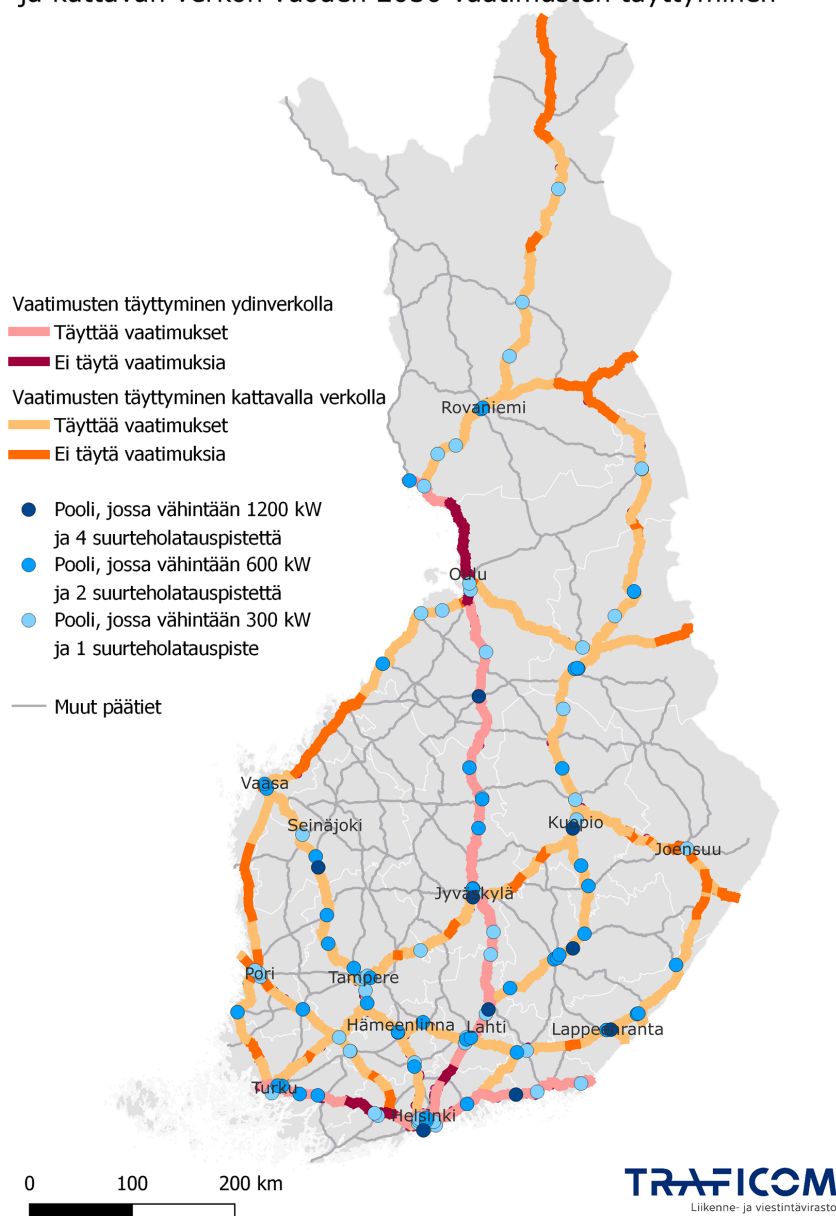 ja kattavan verkon vuoden 2030 vaatimusten täyttyminen
Vaatimusten täyttyminen ydinverkolla
Täyttää vaatimukset
Ei täytä vaatimuksia
Vaatimusten täyttyminen kattavalla verkolla
Täyttää vaatimukset
Ei täytä vaatimuksia
Pooli, jossa vähintään 1200 kW
ja 4 suurteholatauspistettä
Pooli, jossa vähintään 600 kW
ja 2 suurteholatauspistettä
Pooli, jossa vähintään 300 kW
ja 1 suurteholatauspiste
Muut päätiet
Rovaniemi
Oulu
Vaasa
Seinäjoki
Kuopio
Joensuu
Jyväskylä
Pori
Tampere
Hämeenlinna
Lahti
Lappeenranta
Turku
Helsinki
0 100 200 km
TRAFICOM
Liikenne- ja viestintävirasto